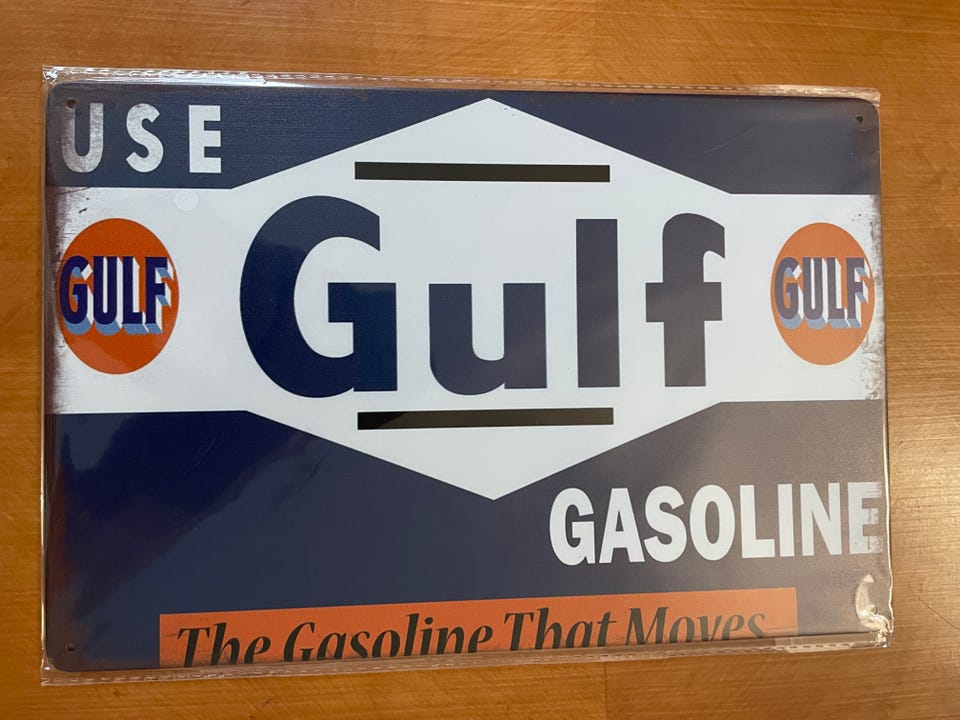 USE
GULF
Gulf
GULF
GASOLINE
The Gasoline That Moves